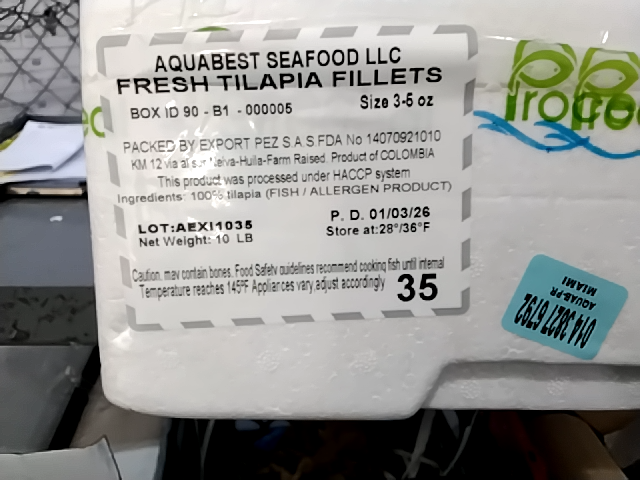 AQUABEST SEAFOOD LLC
FRESH TILAPIA FILLETS
BOX ID 90 - B1 - 000005 Size 3-5 oz
PACKED BY EXPORT PEZ S.A.S FDA No 14070921010
KM 12 via al sur Neiva-Huila-Farm Raised. Product of COLOMBIA
This product was processed under HACCP system
Ingredients: 100% tilapia (FISH / ALLERGEN PRODUCT)
LOT:AEXI1035 P. D. 01/03/26
Net Weight: 10 LB Store at:28°/36°F
Caution, may contain bones. Food Safety guidelines recommend cooking fish until internal
Temperature reaches 145ºF Appliances vary,adjust accordingly 35
014 3827 6792
AQUAB-PR
MIAMI